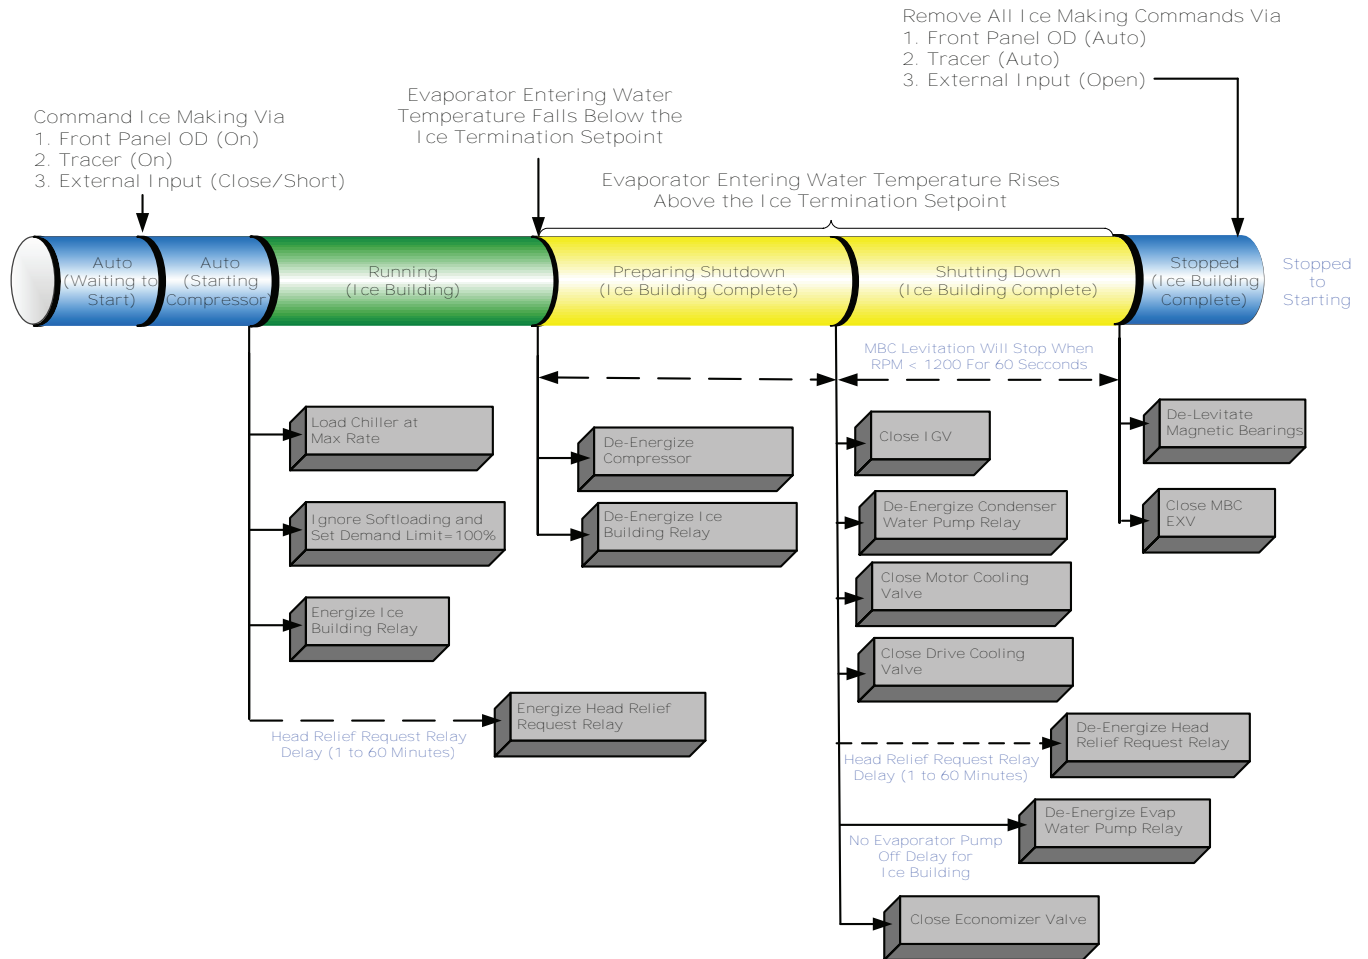 Remove All Ice Making Commands Via
1. Front Panel OD (Auto)
2. Tracer (Auto)
3. External Input (Open)
Evaporator Entering Water
Temperature Falls Below the
Ice Termination Setpoint
Command Ice Making Via
1. Front Panel OD (On)
2. Tracer (On)
3. External Input (Close/Short)
Evaporator Entering Water Temperature Rises
Above the Ice Termination Setpoint
Auto
(Waiting to
Start)
Auto
(Starting
Compressor)
Running
(Ice Building)
Preparing Shutdown
(Ice Building Complete)
Shutting Down
(Ice Building Complete)
Stopped
(Ice Building
Complete)
Stopped
to
Starting
MBC Levitation Will Stop When
RPM < 1200 For 60 Secconds
Load Chiller at
Max Rate
Ignore Softloading and
Set Demand Limit=100%
Energize Ice
Building Relay
Head Relief Request Relay
Delay (1 to 60 Minutes)
Energize Head Relief
Request Relay
De-Energize
Compressor
De-Energize Ice
Building Relay
Close IGV
De-Energize Condenser
Water Pump Relay
Close Motor Cooling
Valve
Close Drive Cooling
Valve
Head Relief Request Relay
Delay (1 to 60 Minutes)
De-Energize Head
Relief Request Relay
No Evaporator Pump
Off Delay for
Ice Building
De-Energize Evap
Water Pump Relay
Close Economizer Valve
De-Levitate
Magnetic Bearings
Close MBC
EXV